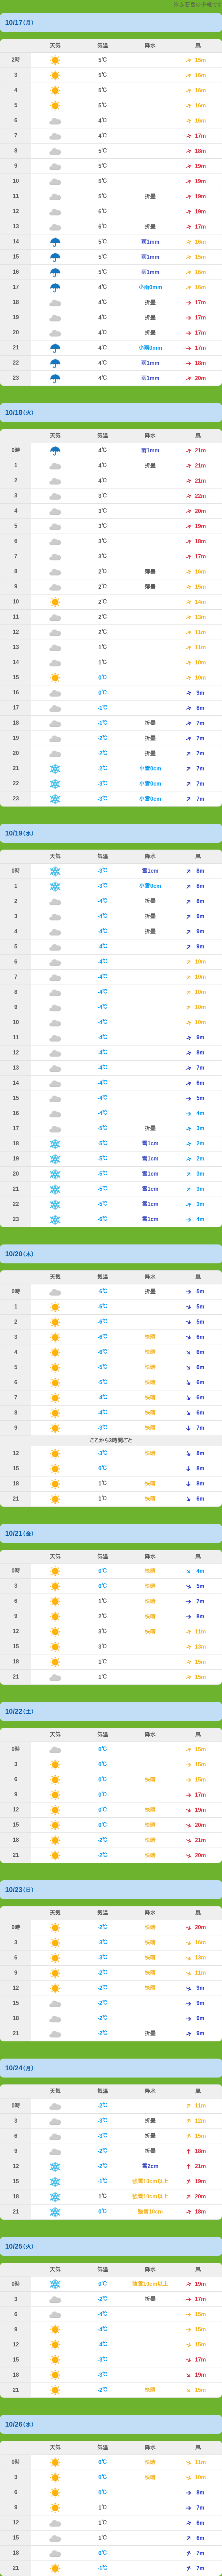 ※座長級の予報です
10/17（月）
天気 気温 降水 風
2時 5℃ 15m
3 5℃ 16m
4 5℃ 16m
5 5℃ 16m
6 4℃ 16m
7 4℃ 17m
8 5℃ 18m
9 5℃ 19m
10 5℃ 19m
11 5℃ 折曇 19m
12 6℃ 19m
13 6℃ 折曇 17m
14 5℃ 雨1mm 16m
15 5℃ 雨1mm 15m
16 5℃ 雨1mm 16m
17 4℃ 小雨0mm 16m
18 4℃ 折曇 17m
19 4℃ 折曇 17m
20 4℃ 折曇 17m
21 4℃ 小雨0mm 17m
22 4℃ 雨1mm 18m
23 4℃ 雨1mm 20m
10/18（火）
天気 気温 降水 風
0時 4℃ 雨1mm 21m
1 4℃ 折曇 21m
2 4℃ 21m
3 3℃ 22m
4 3℃ 20m
5 3℃ 19m
6 3℃ 18m
7 3℃ 17m
8 2℃ 薄曇 16m
9 2℃ 薄曇 15m
10 2℃ 14m
11 2℃ 13m
12 2℃ 11m
13 1℃ 11m
14 1℃ 10m
15 0℃ 10m
16 0℃ 9m
17 -1℃ 8m
18 -1℃ 折曇 7m
19 -2℃ 折曇 7m
20 -2℃ 折曇 7m
21 -2℃ 小雪0cm 7m
22 -3℃ 小雪0cm 7m
23 -3℃ 小雪0cm 7m
10/19（水）
天気 気温 降水 風
0時 -3℃ 雪1cm 8m
1 -3℃ 小雪0cm 8m
2 -4℃ 折曇 8m
3 -4℃ 折曇 9m
4 -4℃ 折曇 9m
5 -4℃ 9m
6 -4℃ 10m
7 -4℃ 10m
8 -4℃ 10m
9 -4℃ 10m
10 -4℃ 10m
11 -4℃ 9m
12 -4℃ 8m
13 -4℃ 7m
14 -4℃ 6m
15 -4℃ 5m
16 -4℃ 4m
17 -5℃ 折曇 3m
18 -5℃ 雪1cm 2m
19 -5℃ 雪1cm 2m
20 -5℃ 雪1cm 3m
21 -5℃ 雪1cm 3m
22 -5℃ 雪1cm 3m
23 -6℃ 雪1cm 4m
10/20（木）
天気 気温 降水 風
0時 -6℃ 折曇 5m
1 -6℃ 5m
2 -6℃ 5m
3 -6℃ 快晴 6m
4 -6℃ 快晴 6m
5 -5℃ 快晴 6m
6 -5℃ 快晴 6m
7 -4℃ 快晴 6m
8 -4℃ 快晴 6m
9 -3℃ 快晴 7m
ここから3時間ごと
12 -3℃ 快晴 8m
15 0℃ 8m
18 1℃ 快晴 8m
21 1℃ 快晴 6m
10/21（金）
天気 気温 降水 風
0時 0℃ 快晴 4m
3 0℃ 快晴 5m
6 1℃ 快晴 7m
9 2℃ 快晴 8m
12 3℃ 快晴 11m
15 3℃ 13m
18 1℃ 15m
21 1℃ 15m
10/22（土）
天気 気温 降水 風
0時 0℃ 15m
3 0℃ 15m
6 0℃ 快晴 15m
9 0℃ 17m
12 0℃ 快晴 19m
15 0℃ 快晴 20m
18 -2℃ 快晴 21m
21 -2℃ 快晴 20m
10/23（日）
天気 気温 降水 風
0時 -2℃ 快晴 20m
3 -3℃ 快晴 16m
6 -3℃ 快晴 13m
9 -2℃ 快晴 11m
12 -2℃ 快晴 9m
15 -2℃ 9m
18 -2℃ 9m
21 -2℃ 折曇 9m
10/24（月）
天気 気温 降水 風
0時 -2℃ 11m
3 -3℃ 折曇 12m
6 -3℃ 折曇 15m
9 -2℃ 折曇 18m
12 -2℃ 雪2cm 21m
15 -1℃ 強雪10cm以上 19m
18 1℃ 強雪10cm以上 20m
21 0℃ 強雪10cm 18m
10/25（火）
天気 気温 降水 風
0時 0℃ 強雪10cm以上 19m
3 -2℃ 折曇 17m
6 -4℃ 15m
9 -4℃ 15m
12 -4℃ 15m
15 -3℃ 17m
18 -3℃ 19m
21 -2℃ 快晴 15m
10/26（水）
天気 気温 降水 風
0時 0℃ 快晴 11m
3 0℃ 快晴 10m
6 0℃ 8m
9 1℃ 7m
12 1℃ 6m
15 1℃ 6m
18 0℃ 7m
21 -1℃ 7m